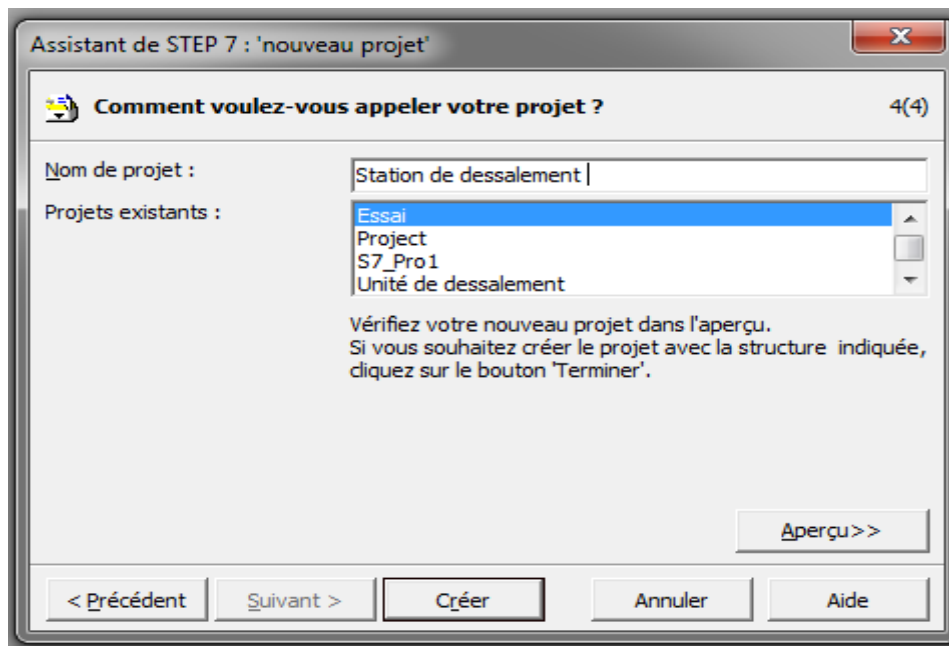 Assistant de STEP 7 : 'nouveau projet'
Comment voulez-vous appeler votre projet ? 4(4)
Nom de projet : Station de dessalement
Projets existants : Essai
Project
S7_Pro1
Unité de dessalement
Vérifiez votre nouveau projet dans l'aperçu.
Si vous souhaitez créer le projet avec la structure indiquée,
cliquez sur le bouton 'Terminer'.
Aperçu>>
< Précédent Suivant > Créer Annuler Aide